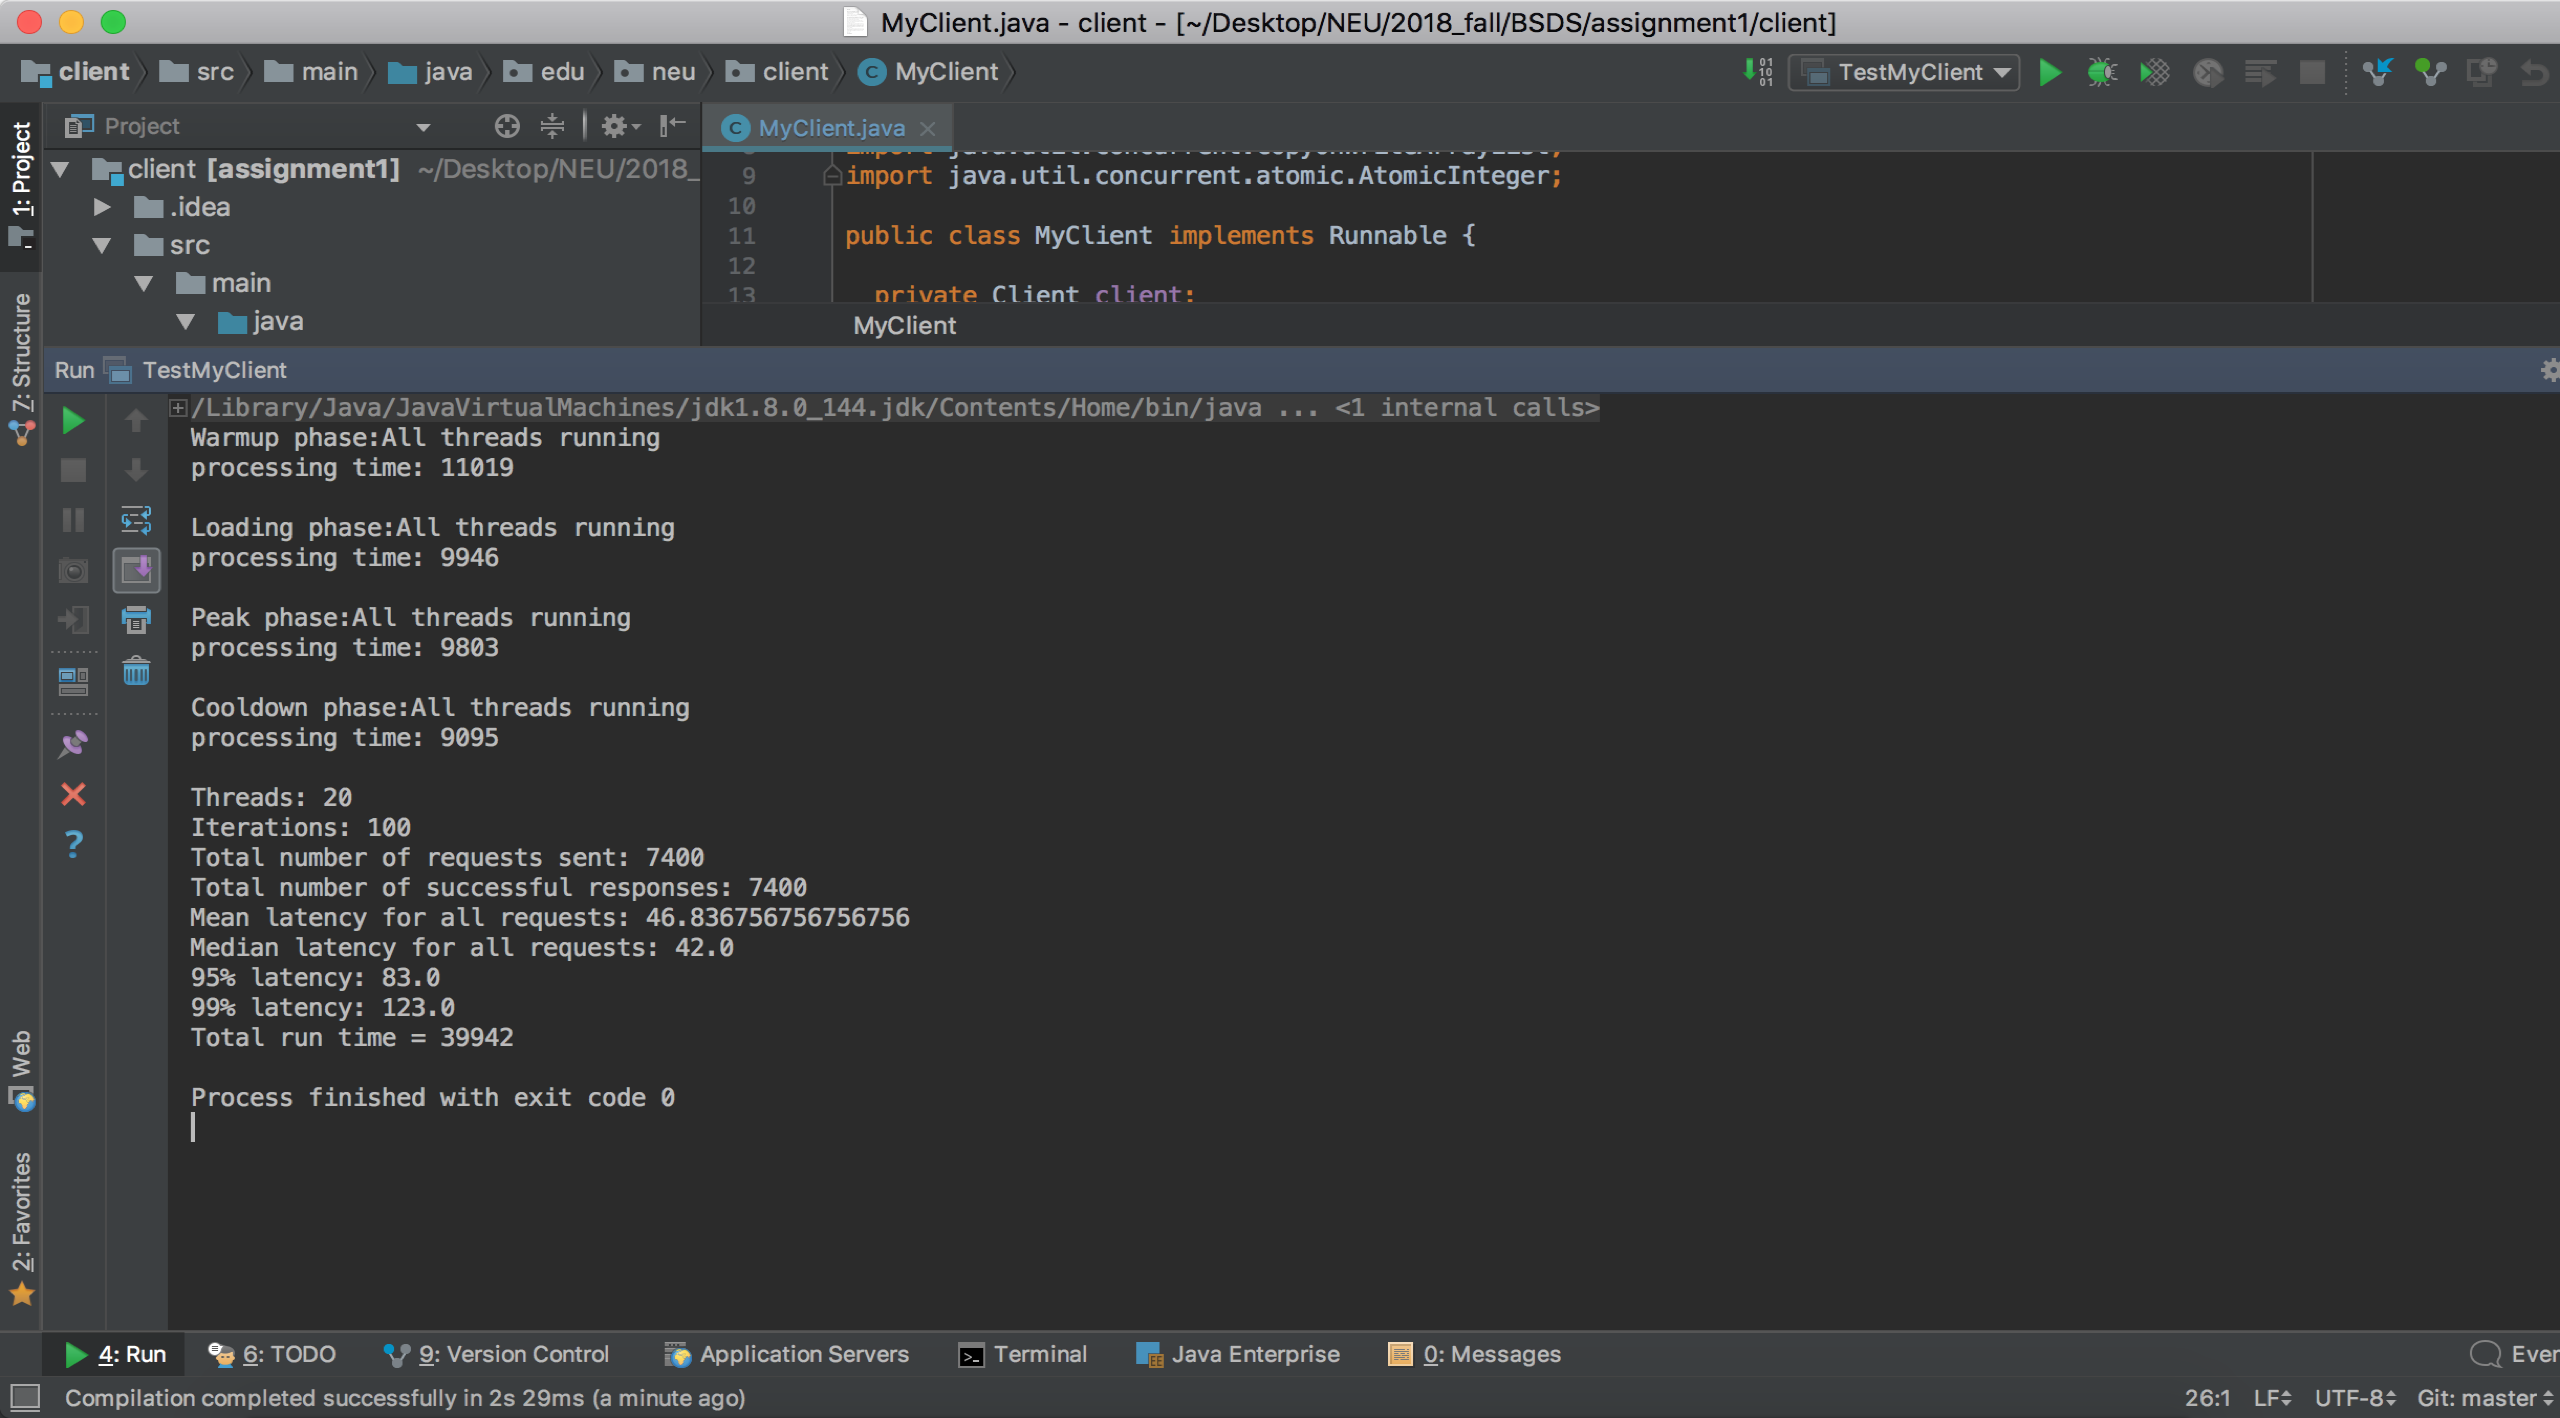 MyClient.java - client - [~/Desktop/NEU/2018_fall/BSDS/assignment1/client]
client src main java edu neu client MyClient
TestMyClient
1: Project
Project
MyClient.java
client [assignment1] ~/Desktop/NEU/2018_
.idea
src
main
java
9 import java.util.concurrent.atomic.AtomicInteger;
10
11 public class MyClient implements Runnable {
12
13 private Client client;
MyClient
7: Structure
Run TestMyClient
/Library/Java/JavaVirtualMachines/jdk1.8.0_144.jdk/Contents/Home/bin/java ... <1 internal calls>
Warmup phase:All threads running
processing time: 11019
Loading phase:All threads running
processing time: 9946
Peak phase:All threads running
processing time: 9803
Cooldown phase:All threads running
processing time: 9095
Threads: 20
Iterations: 100
Total number of requests sent: 7400
Total number of successful responses: 7400
Mean latency for all requests: 46.836756756756756
Median latency for all requests: 42.0
95% latency: 83.0
99% latency: 123.0
Total run time = 39942
Process finished with exit code 0
Web
2: Favorites
4: Run 6: TODO 9: Version Control Application Servers Terminal Java Enterprise 0: Messages
Compilation completed successfully in 2s 29ms (a minute ago)
26:1 LF UTF-8 Git: master